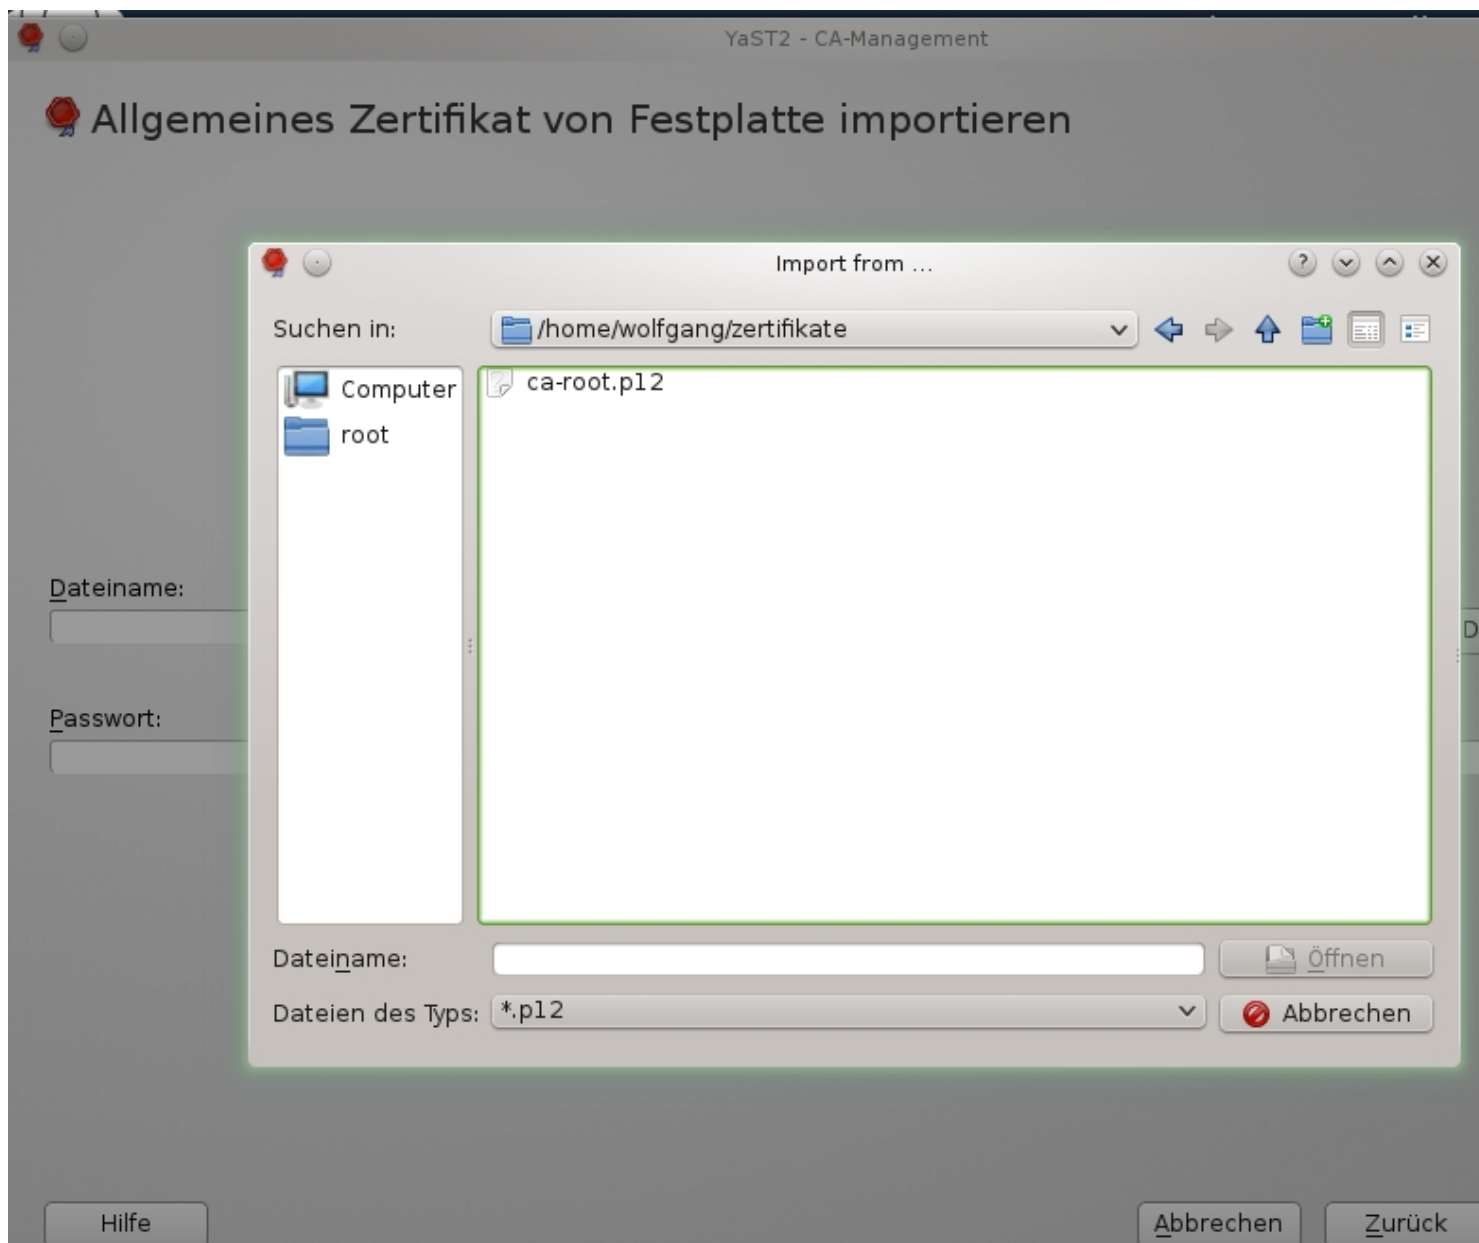 YaST2 - CA-Management
Allgemeines Zertifikat von Festplatte importieren
Import from ...
Suchen in:
/home/wolfgang/zertifikate
Computer
root
ca-root.p12
Dateiname:
Passwort:
D
Dateiname:
Öffnen
Dateien des Typs:
*.p12
Abbrechen
Hilfe
Abbrechen
Zurück